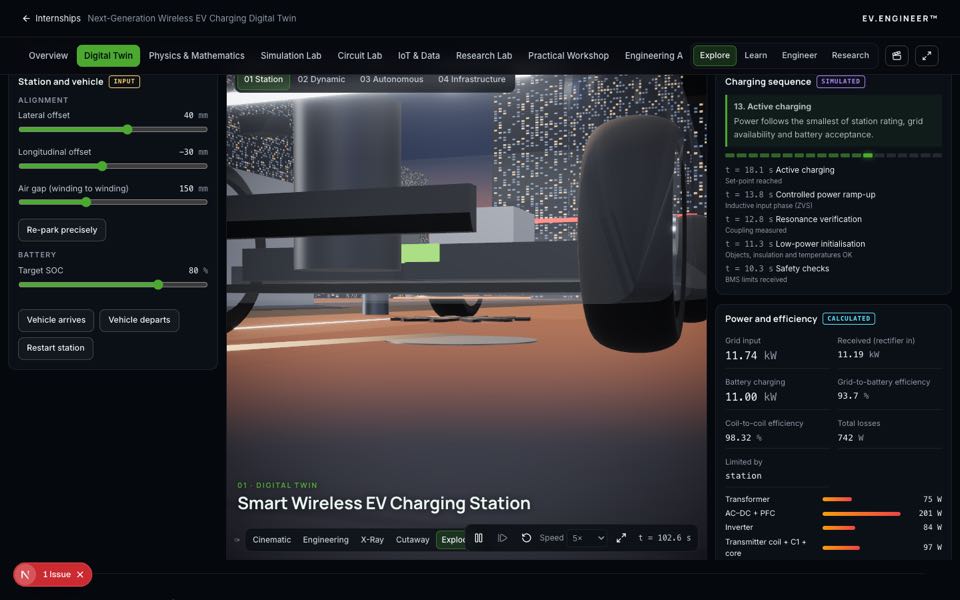 ← Internships Next-Generation Wireless EV Charging Digital Twin EV.ENGINEER™
Overview Digital Twin Physics & Mathematics Simulation Lab Circuit Lab IoT & Data Research Lab Practical Workshop Engineering A Explore Learn Engineer Research
Station and vehicle INPUT
ALIGNMENT
Lateral offset 40 mm
Longitudinal offset −30 mm
Air gap (winding to winding) 150 mm
Re-park precisely
BATTERY
Target SOC 80 %
Vehicle arrives Vehicle departs
Restart station
01 Station 02 Dynamic 03 Autonomous 04 Infrastructure
01 · DIGITAL TWIN
Smart Wireless EV Charging Station
Cinematic Engineering X-Ray Cutaway Explo
Speed 5× t = 102.6 s
Charging sequence SIMULATED
13. Active charging
Power follows the smallest of station rating, grid
availability and battery acceptance.
t = 18.1 s Active charging
Set-point reached
t = 13.8 s Controlled power ramp-up
Inductive input phase (ZVS)
t = 12.8 s Resonance verification
Coupling measured
t = 11.3 s Low-power initialisation
Objects, insulation and temperatures OK
t = 10.3 s Safety checks
BMS limits received
Power and efficiency CALCULATED
Grid input Received (rectifier in)
11.74 kW 11.19 kW
Battery charging Grid-to-battery efficiency
11.00 kW 93.7 %
Coil-to-coil efficiency Total losses
98.32 % 742 W
Limited by
station
Transformer 75 W
AC-DC + PFC 201 W
Inverter 84 W
Transmitter coil + C1 + 97 W
core
N 1 Issue ×